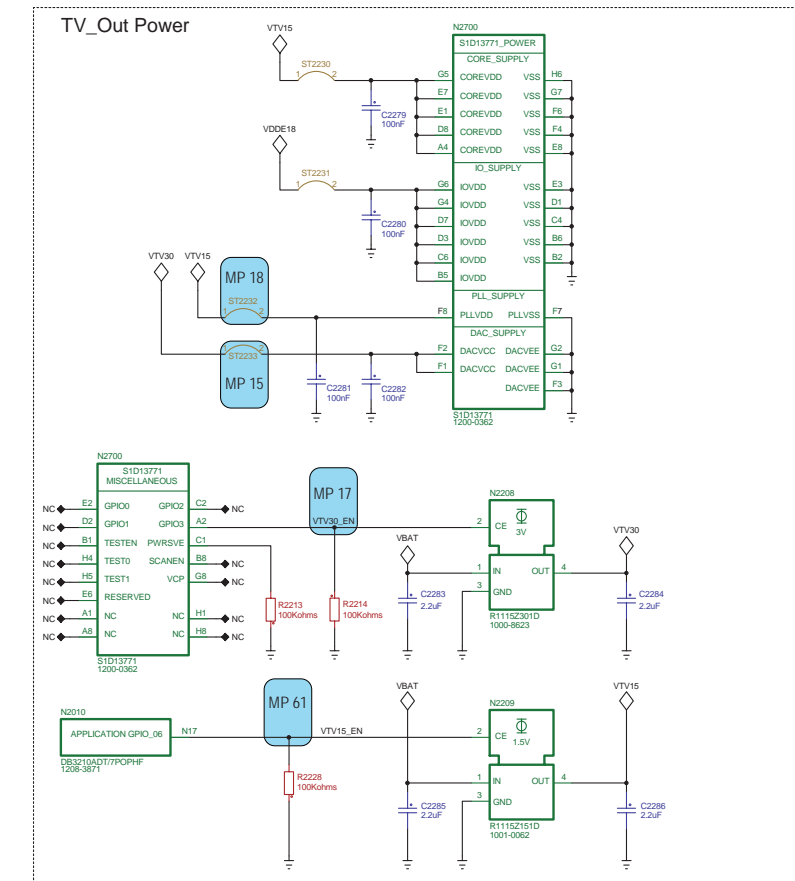 TV_Out Power
VTV15
N2700
S1D13771_POWER
CORE_SUPPLY
ST2230
1 2
G5 COREVDD VSS H6
E7 COREVDD VSS G7
E1 COREVDD VSS F6
D8 COREVDD VSS F4
A4 COREVDD VSS E8
C2279
100nF
VDDE18
IO_SUPPLY
ST2231
1 2
G6 IOVDD VSS E3
G4 IOVDD VSS D1
D7 IOVDD VSS C4
D3 IOVDD VSS B6
C6 IOVDD VSS B2
B5 IOVDD
C2280
100nF
VTV30 VTV15
MP 18
ST2232
1 2
PLL_SUPPLY
F8 PLLVDD PLLVSS F7
DAC_SUPPLY
1 2
ST2233
MP 15
F2 DACVCC DACVEE G2
F1 DACVCC DACVEE G1
DACVEE F3
C2281
100nF
C2282
100nF
S1D13771
1200-0362
N2700
S1D13771
MISCELLANEOUS
NC E2 GPIO0 GPIO2 C2 NC
NC D2 GPIO1 GPIO3 A2
NC B1 TESTEN PWRSVE C1
NC H4 TEST0 SCANEN B8 NC
NC H5 TEST1 VCP G8 NC
NC E6 RESERVED
NC A1 NC NC H1 NC
NC A8 NC NC H8 NC
S1D13771
1200-0362
MP 17
VTV30_EN
R2213
100Kohms
R2214
100Kohms
N2208
2 CE
3V
VBAT
VTV30
1 IN OUT 4
3 GND
C2283
2.2uF
C2284
2.2uF
R1115Z301D
1000-8623
N2010
APPLICATION GPIO_06 N17
DB3210ADT/7POPHF
1208-3871
MP 61
VTV15_EN
R2228
100Kohms
VBAT
N2209
VTV15
2 CE
1.5V
1 IN OUT 4
3 GND
C2285
2.2uF
C2286
2.2uF
R1115Z151D
1001-0062